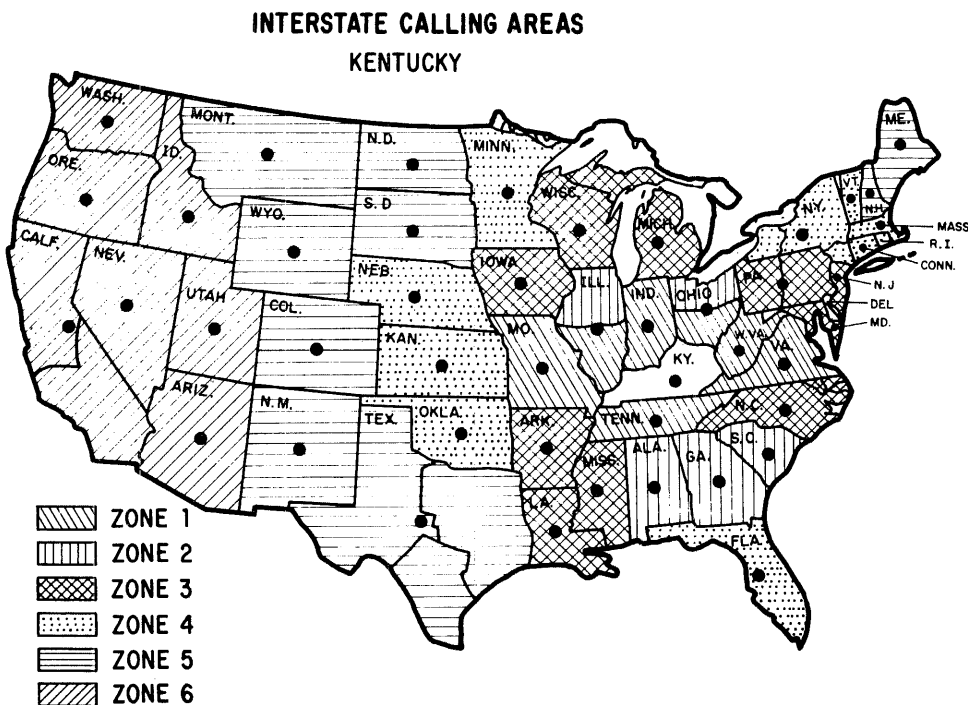 INTERSTATE CALLING AREAS
KENTUCKY
WASH.
MONT.
N.D.
MINN.
ME.
ORE.
ID.
WISC.
VT.
N.H.
WYO.
S.D
MICH.
N.Y.
MASS
R.I.
CONN.
CALF.
NEV.
NEB.
IOWA
ILL.
IND.
OHIO
PA.
N.J
DEL
MD.
UTAH
COL.
KAN.
MO.
W.VA.
VA.
KY.
ARIZ.
N.M.
TEX.
OKLA.
ARK.
TENN.
N.C.
MISS.
ALA.
GA.
S.C.
LA.
FLA.
ZONE 1
ZONE 2
ZONE 3
ZONE 4
ZONE 5
ZONE 6